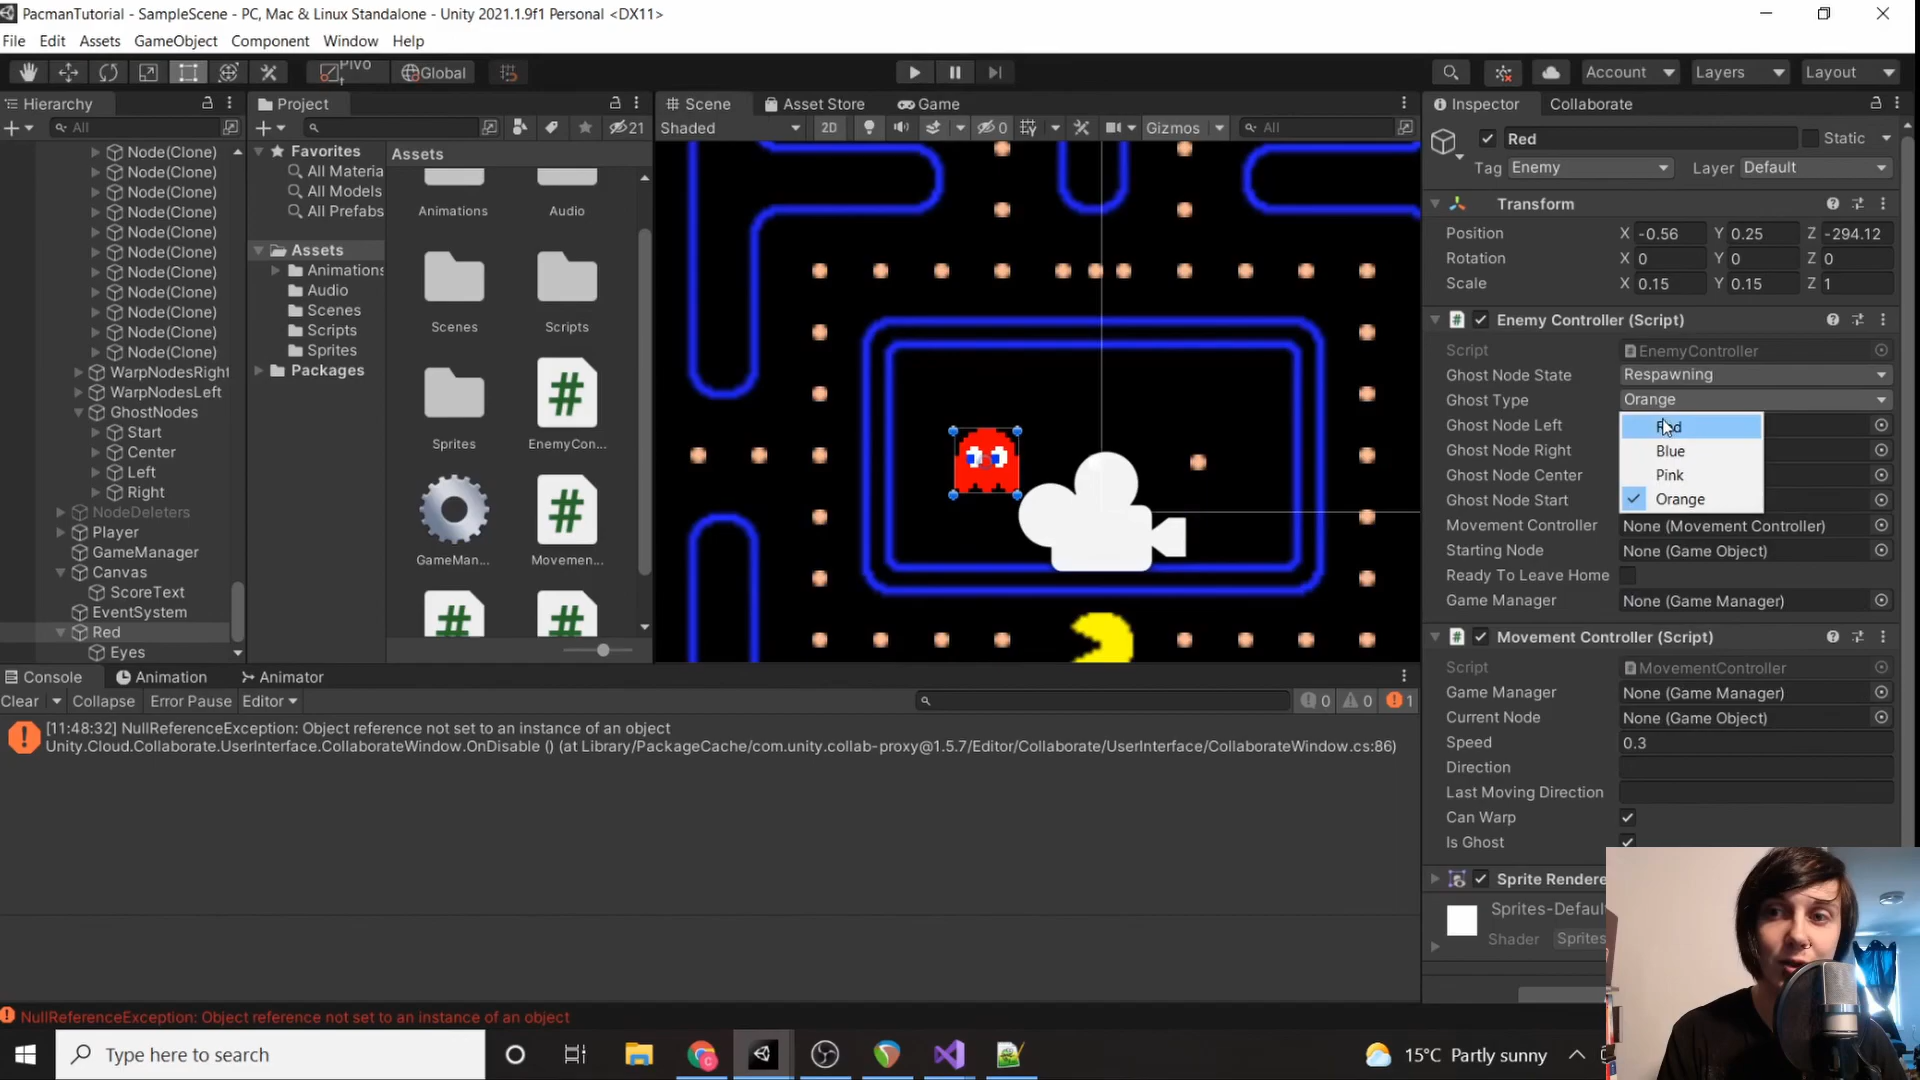 PacmanTutorial - SampleScene - PC, Mac & Linux Standalone - Unity 2021.1.9f1 Personal <DX11>
File Edit Assets GameObject Component Window Help
Pivot Global Account Layers Layout
Hierarchy
All
Node(Clone)
Node(Clone)
Node(Clone)
Node(Clone)
Node(Clone)
Node(Clone)
Node(Clone)
Node(Clone)
Node(Clone)
Node(Clone)
Node(Clone)
WarpNodesRight
WarpNodesLeft
GhostNodes
Start
Center
Left
Right
NodeDeleters
Player
GameManager
Canvas
ScoreText
EventSystem
Red
Eyes
Project
21
Favorites
All Materia
All Models
All Prefabs
Assets
Animations
Audio
Scenes
Scripts
Sprites
Packages
Assets
Animations Audio
Scenes Scripts
Sprites EnemyCon...
GameMan... Movemen...
Scene Asset Store Game
Shaded 2D 0 Gizmos All
Inspector Collaborate
Red Static
Tag Enemy Layer Default
Transform
Position X -0.56 Y 0.25 Z -294.12
Rotation X 0 Y 0 Z 0
Scale X 0.15 Y 0.15 Z 1
Enemy Controller (Script)
Script EnemyController
Ghost Node State Respawning
Ghost Type Orange
Ghost Node Left
Ghost Node Right
Ghost Node Center
Ghost Node Start
Red
Blue
Pink
Orange
Movement Controller None (Movement Controller)
Starting Node None (Game Object)
Ready To Leave Home
Game Manager None (Game Manager)
Movement Controller (Script)
Script MovementController
Game Manager None (Game Manager)
Current Node None (Game Object)
Speed 0.3
Direction
Last Moving Direction
Can Warp
Is Ghost
Sprite Rendere
Sprites-Defaul
Shader Sprites
Console Animation Animator
Clear Collapse Error Pause Editor 0 0 1
[11:48:32] NullReferenceException: Object reference not set to an instance of an object
Unity.Cloud.Collaborate.UserInterface.CollaborateWindow.OnDisable () (at Library/PackageCache/com.unity.collab-proxy@1.5.7/Editor/Collaborate/UserInterface/CollaborateWindow.cs:86)
NullReferenceException: Object reference not set to an instance of an object
Type here to search
15°C Partly sunny